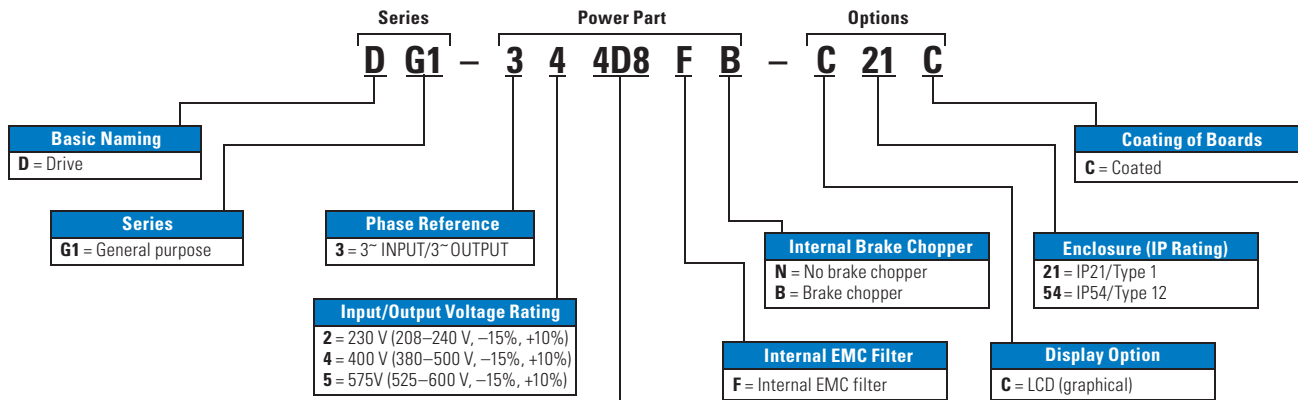 Series Power Part Options
D G1 – 3 4 4D8 F B – C 21 C
Basic Naming
D = Drive
Coating of Boards
C = Coated
Series
G1 = General purpose
Phase Reference
3 = 3~ INPUT/3~ OUTPUT
Internal Brake Chopper
N = No brake chopper
B = Brake chopper
Enclosure (IP Rating)
21 = IP21/Type 1
54 = IP54/Type 12
Input/Output Voltage Rating
2 = 230 V (208–240 V, –15%, +10%)
4 = 400 V (380–500 V, –15%, +10%)
5 = 575V (525–600 V, –15%, +10%)
Internal EMC Filter
F = Internal EMC filter
Display Option
C = LCD (graphical)